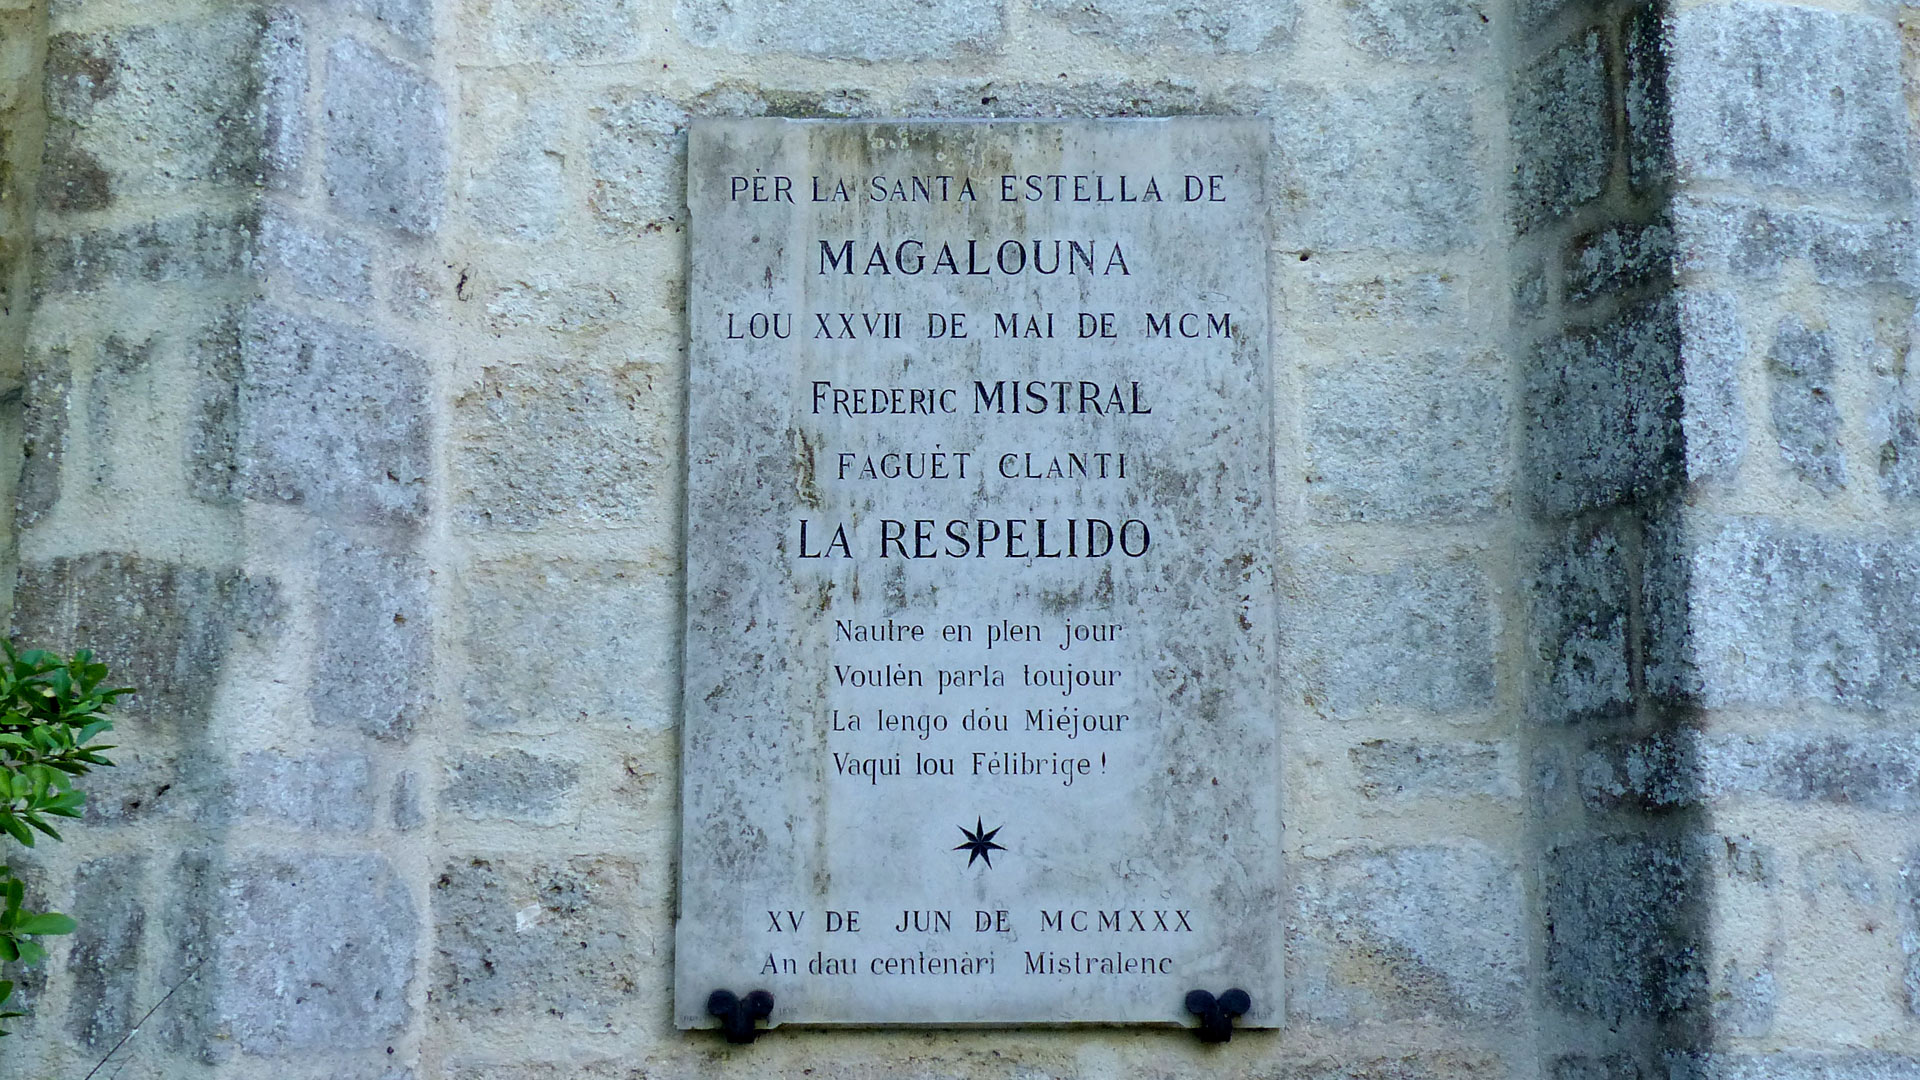 PÈR LA SANTA ESTELLA DE
MAGALOUNA
LOU XXVII DE MAI DE MCM
FREDERIC MISTRAL
FAGUÈT CLANTI
LA RESPELIDO
Nautre en plen jour
Voulèn parla toujour
La lengo dóu Miéjour
Vaqui lou Félibrige !
XV DE JUN DE MCMXXX
An dau centenàri Mistralenc